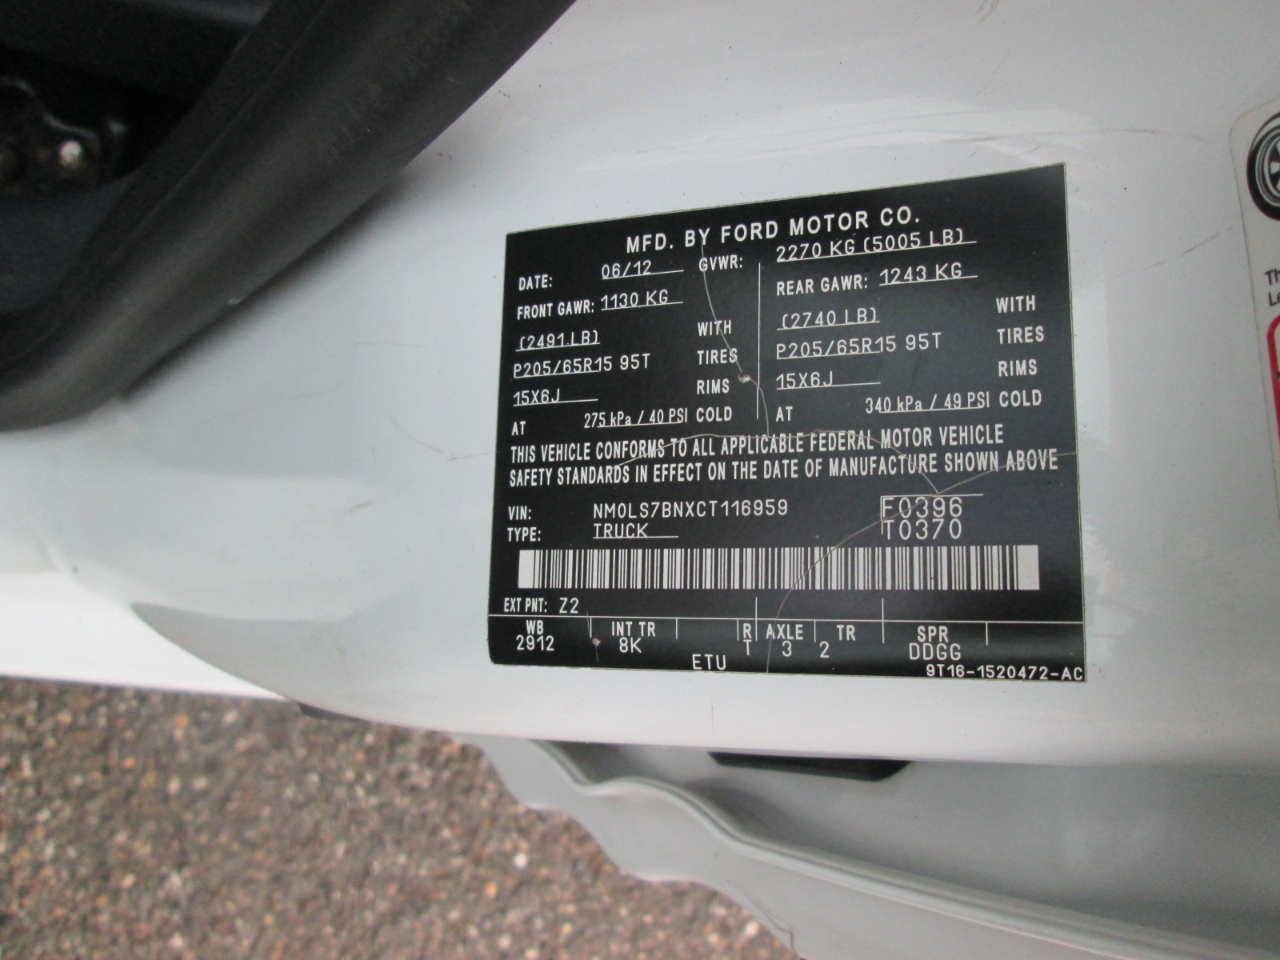 MFD. BY FORD MOTOR CO.
DATE: 06/12 GVWR: 2270 KG (5005 LB)
FRONT GAWR: 1130 KG REAR GAWR: 1243 KG
(2491 LB) WITH (2740 LB) WITH
P205/65R15 95T TIRES P205/65R15 95T TIRES
15X6J RIMS 15X6J RIMS
AT 275 kPa / 40 PSI COLD AT 340 kPa / 49 PSI COLD
THIS VEHICLE CONFORMS TO ALL APPLICABLE FEDERAL MOTOR VEHICLE
SAFETY STANDARDS IN EFFECT ON THE DATE OF MANUFACTURE SHOWN ABOVE
VIN: NM0LS7BNXCT116959 F0396
TYPE: TRUCK T0370
EXT PNT: Z2
WB INT TR R AXLE TR SPR
2912 8K T 3 2 DDGG
ETU 9T16-1520472-AC